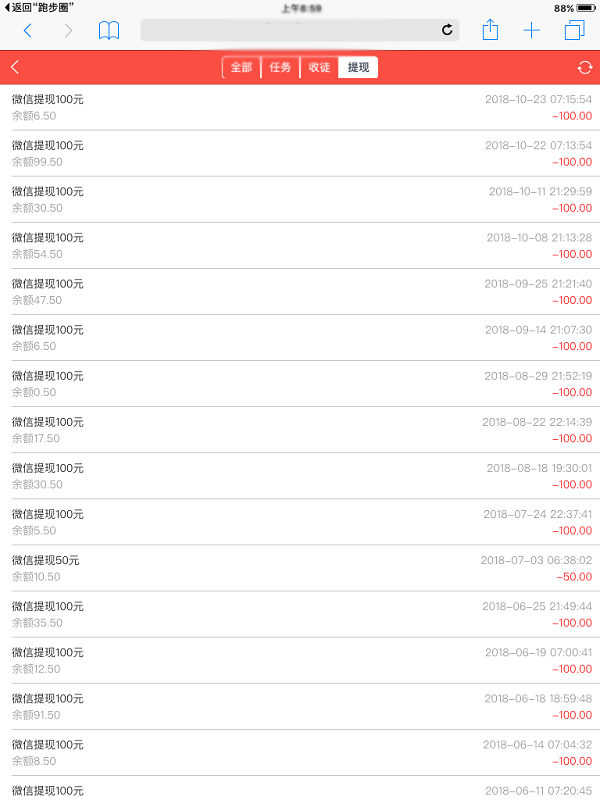 返回“跑步圈”
上午8:59
88%
全部 任务 收徒 提现
微信提现100元 2018-10-23 07:15:54
余额6.50 -100.00
微信提现100元 2018-10-22 07:13:54
余额99.50 -100.00
微信提现100元 2018-10-11 21:29:59
余额30.50 -100.00
微信提现100元 2018-10-08 21:13:28
余额54.50 -100.00
微信提现100元 2018-09-25 21:21:40
余额47.50 -100.00
微信提现100元 2018-09-14 21:07:30
余额6.50 -100.00
微信提现100元 2018-08-29 21:52:19
余额0.50 -100.00
微信提现100元 2018-08-22 22:14:39
余额17.50 -100.00
微信提现100元 2018-08-18 19:30:01
余额30.50 -100.00
微信提现100元 2018-07-24 22:37:41
余额5.50 -100.00
微信提现50元 2018-07-03 06:38:02
余额10.50 -50.00
微信提现100元 2018-06-25 21:49:44
余额35.50 -100.00
微信提现100元 2018-06-19 07:00:41
余额12.50 -100.00
微信提现100元 2018-06-18 18:59:48
余额91.50 -100.00
微信提现100元 2018-06-14 07:04:32
余额8.50 -100.00
微信提现100元 2018-06-11 07:20:45